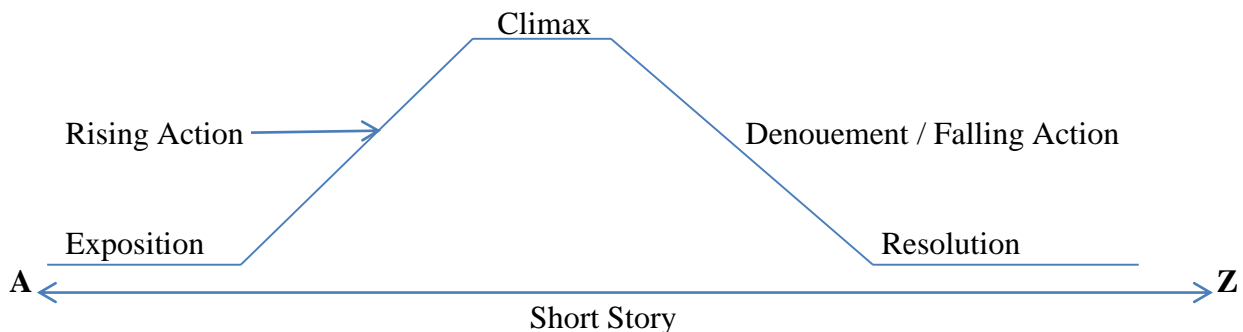 Climax
Rising Action
Denouement / Falling Action
Exposition
Resolution
A
Z
Short Story